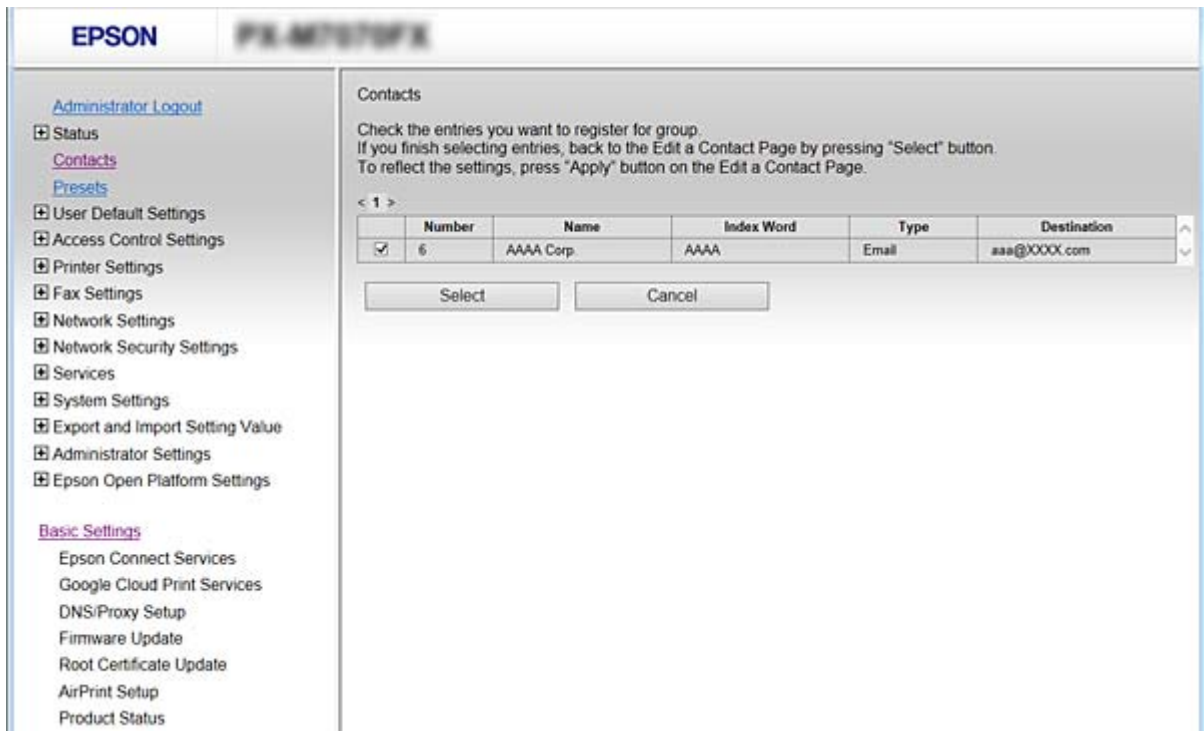 EPSON
Administrator Logout
Status
Contacts
Presets
User Default Settings
Access Control Settings
Printer Settings
Fax Settings
Network Settings
Network Security Settings
Services
System Settings
Export and Import Setting Value
Administrator Settings
Epson Open Platform Settings
Basic Settings
Epson Connect Services
Google Cloud Print Services
DNS/Proxy Setup
Firmware Update
Root Certificate Update
AirPrint Setup
Product Status
Contacts
Check the entries you want to register for group.
If you finish selecting entries, back to the Edit a Contact Page by pressing "Select" button.
To reflect the settings, press "Apply" button on the Edit a Contact Page.
< 1 >
Number Name Index Word Type Destination
6 AAAA Corp. AAAA Email aaa@XXXX.com
Select Cancel